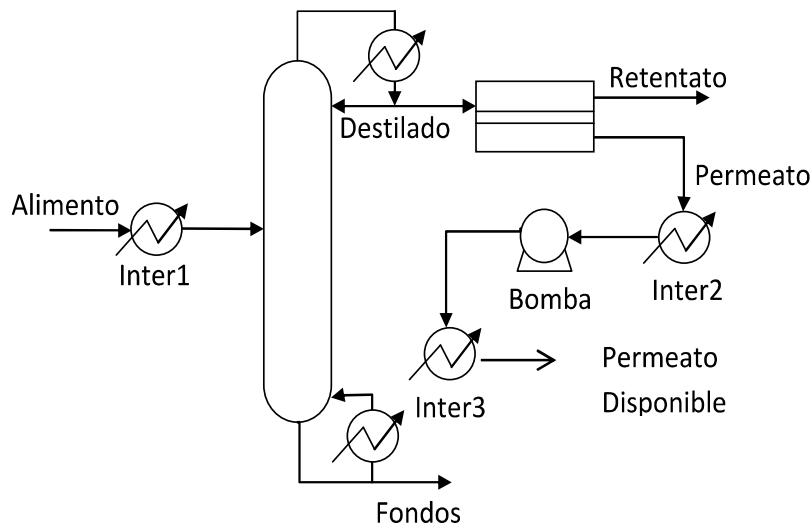 Retentato
Destilado
Permeato
Alimento
Inter1
Bomba
Inter2
Permeato
Disponible
Inter3
Fondos